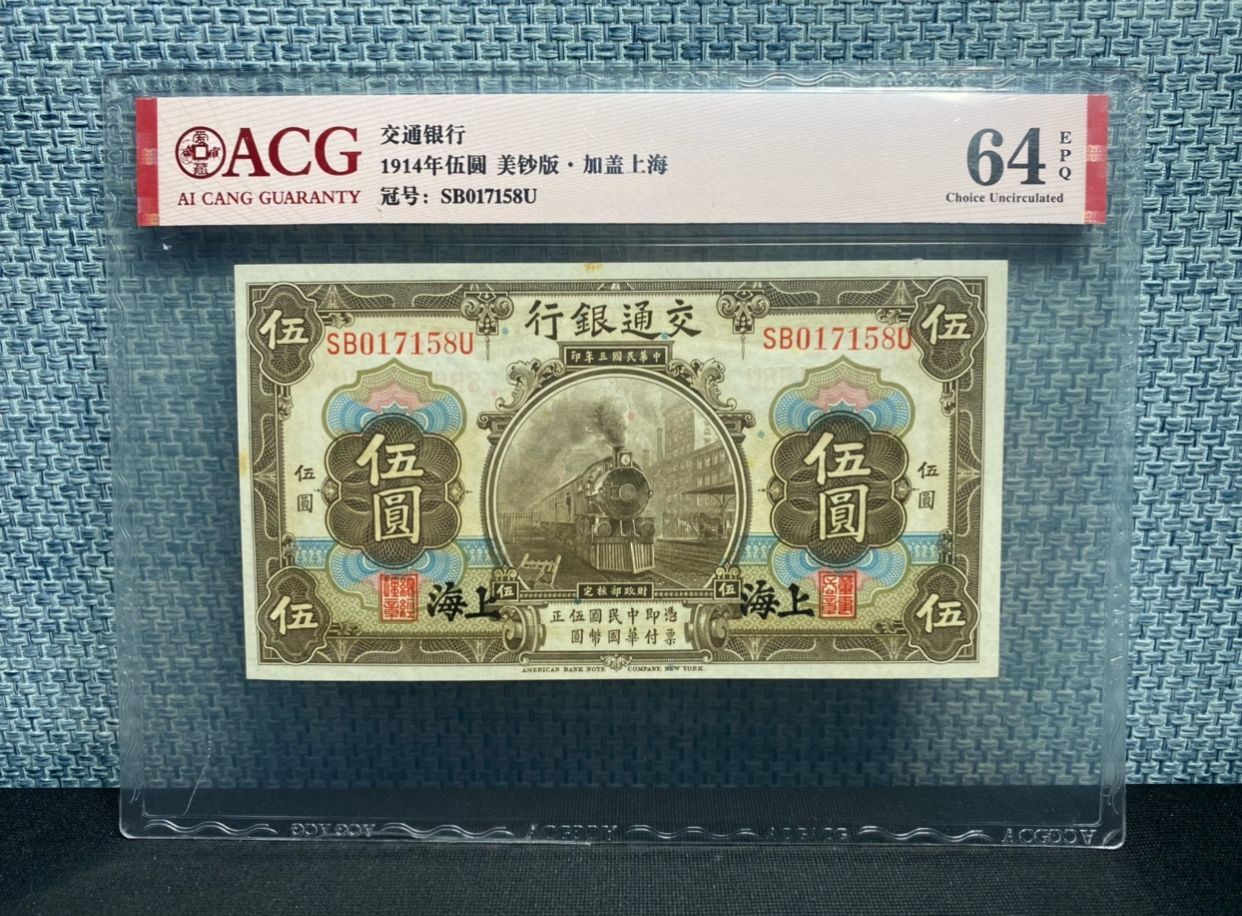 ACG
AI CANG GUARANTY
交通银行
1914年伍圆 美钞版·加盖上海
冠号：SB017158U
64
EPQ
Choice Uncirculated
行銀通交
伍
伍
SB017158U
SB017158U
印年三國民華中
伍圓
伍圓
伍圓
伍圓
海上
海上
伍
定核部政財
伍
伍
伍
正伍國民中即憑
圓幣國華付票
AMERICAN BANK NOTE COMPANY, NEW YORK.